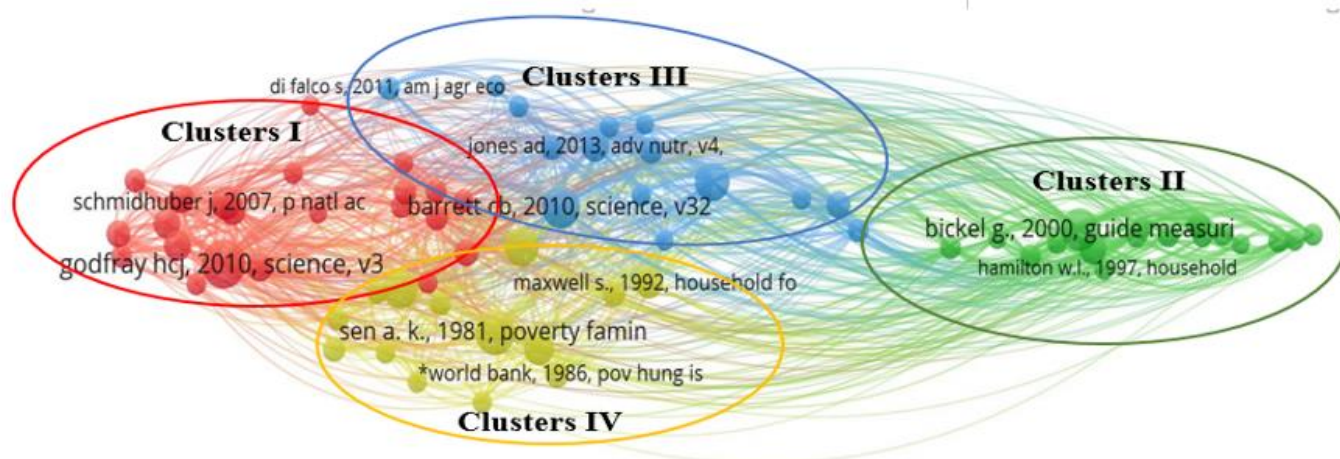 Clusters III
di falco s, 2011, am j agr eco
Clusters I
jones ad, 2013, adv nutr, v4,
Clusters II
schmidhuber j, 2007, p natl ac
barrett cb, 2010, science, v32
bickel g., 2000, guide measuri
godfray hcj, 2010, science, v3
hamilton w.l., 1997, household
maxwell s., 1992, household fo
sen a. k., 1981, poverty famin
*world bank, 1986, pov hung is
Clusters IV